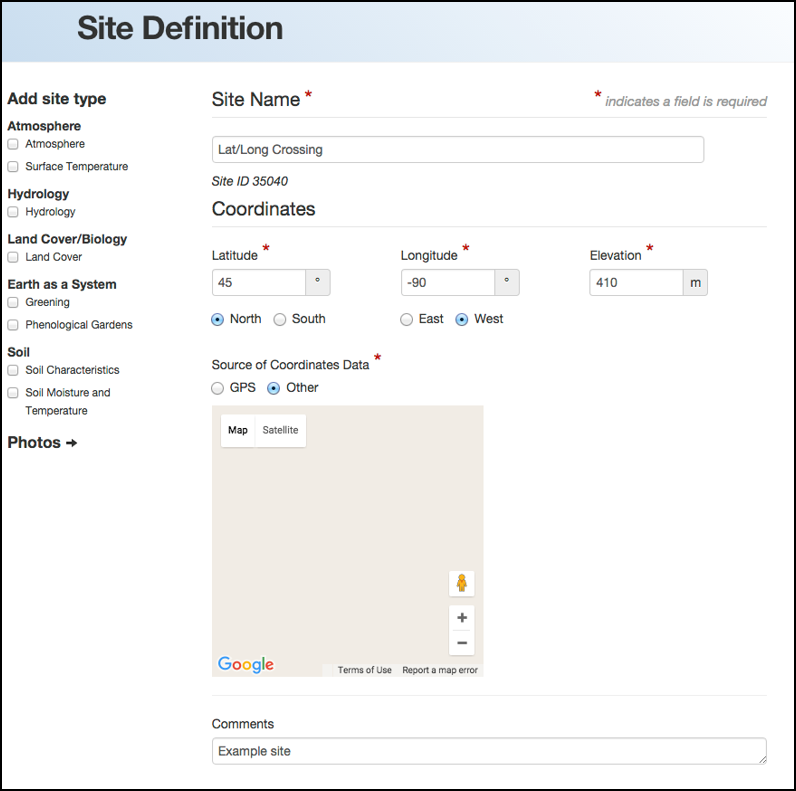 Site Definition
Add site type
Atmosphere
Atmosphere
Surface Temperature
Hydrology
Hydrology
Land Cover/Biology
Land Cover
Earth as a System
Greening
Phenological Gardens
Soil
Soil Characteristics
Soil Moisture and
Temperature
Photos ➔
Site Name *
* indicates a field is required
Lat/Long Crossing
Site ID 35040
Coordinates
Latitude * Longitude * Elevation *
45 ° -90 ° 410 m
North South East West
Source of Coordinates Data *
GPS Other
Map Satellite
+
−
Google Terms of Use Report a map error
Comments
Example site